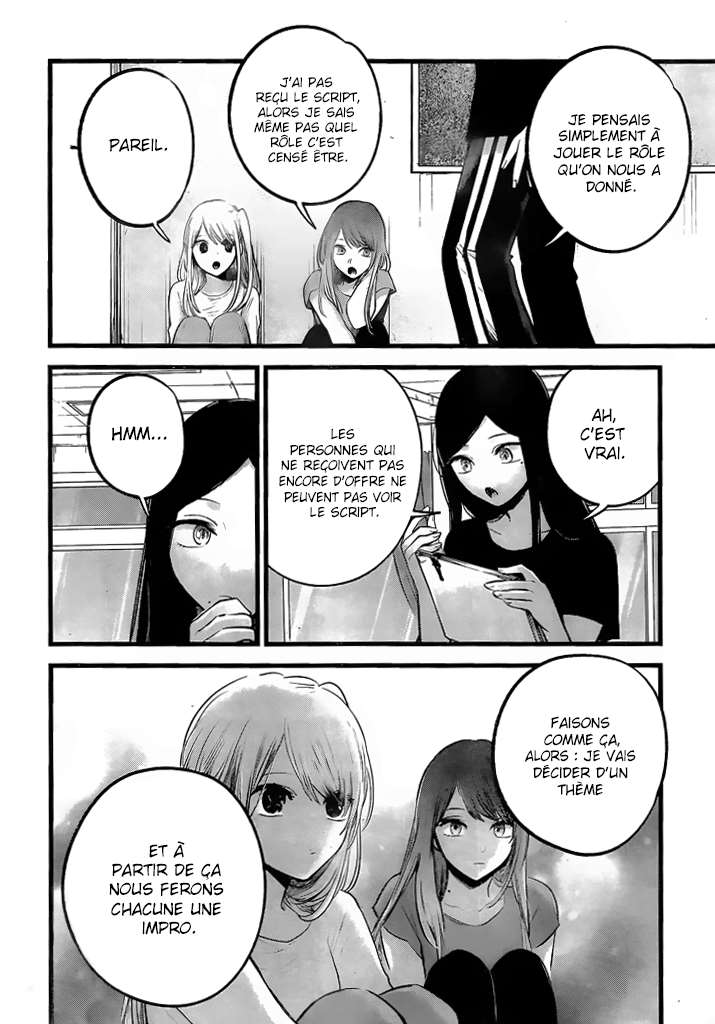 JE PENSAIS
SIMPLEMENT À
JOUER LE RÔLE
QU'ON NOUS A
DONNÉ.
J'AI PAS
REÇU LE SCRIPT,
ALORS JE SAIS
MÊME PAS QUEL
RÔLE C'EST
CENSÉ ÊTRE.
PAREIL.
AH,
C'EST
VRAI.
LES
PERSONNES QUI
NE REÇOIVENT PAS
ENCORE D'OFFRE NE
PEUVENT PAS VOIR
LE SCRIPT.
HMM...
FAISONS
COMME ÇA,
ALORS : JE VAIS
DÉCIDER D'UN
THÈME
ET À
PARTIR DE ÇA
NOUS FERONS
CHACUNE UNE
IMPRO.